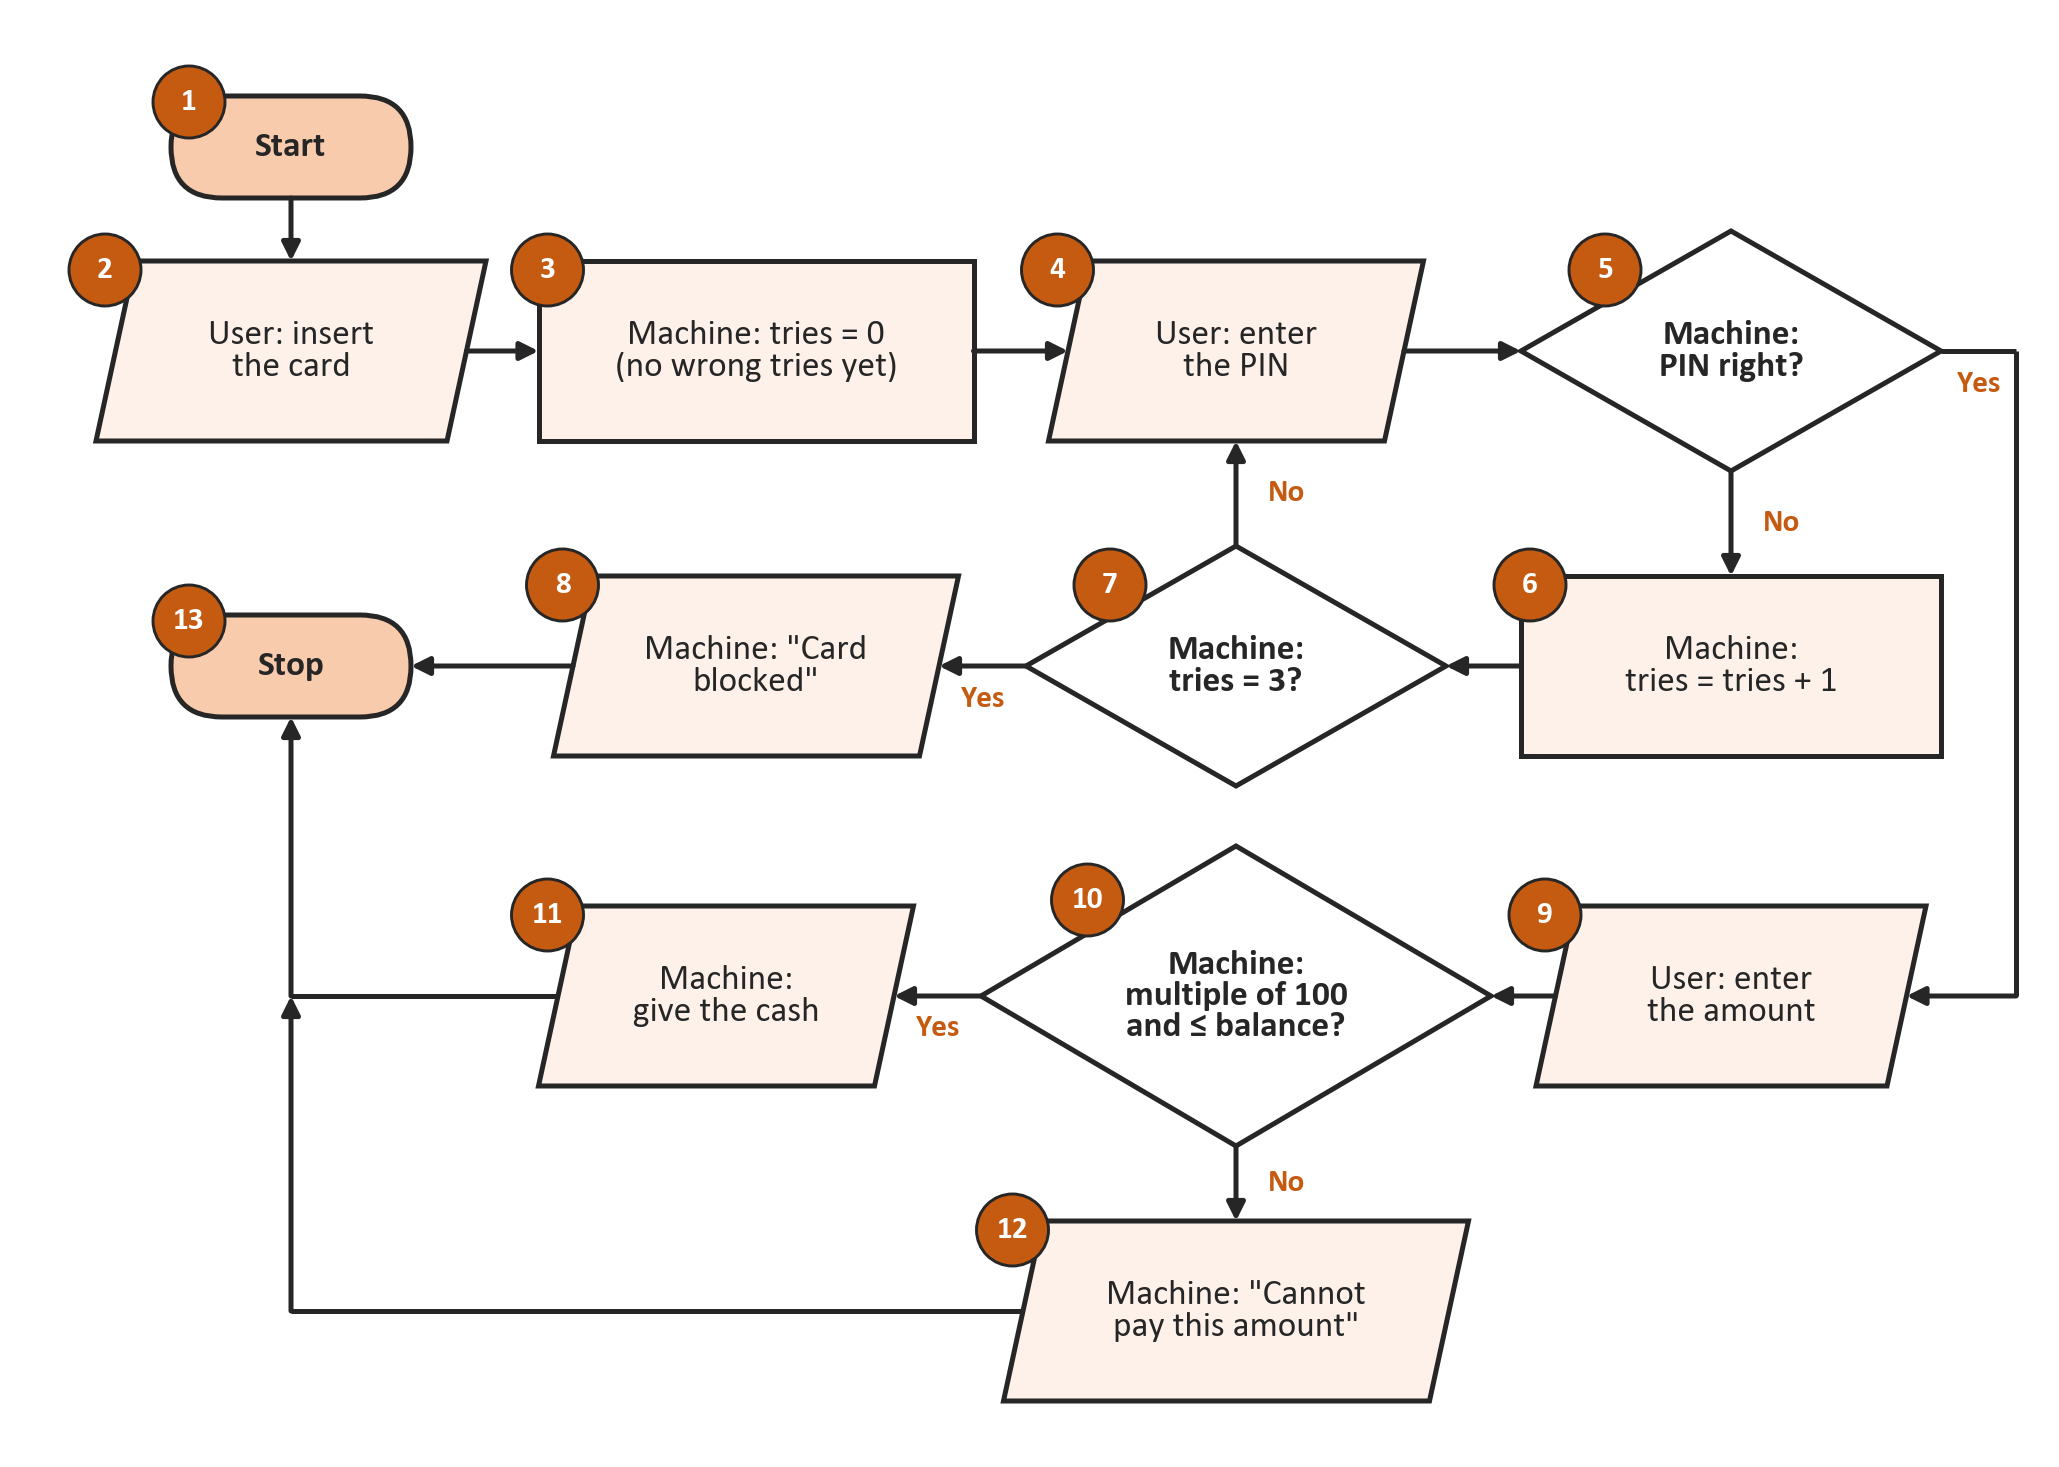 1
Start
2
User: insert
the card
3
Machine: tries = 0
(no wrong tries yet)
4
User: enter
the PIN
5
Machine:
PIN right?
Yes
No
No
6
Machine:
tries = tries + 1
7
Machine:
tries = 3?
Yes
8
Machine: "Card
blocked"
13
Stop
9
User: enter
the amount
10
Machine:
multiple of 100
and ≤ balance?
Yes
11
Machine:
give the cash
No
12
Machine: "Cannot
pay this amount"